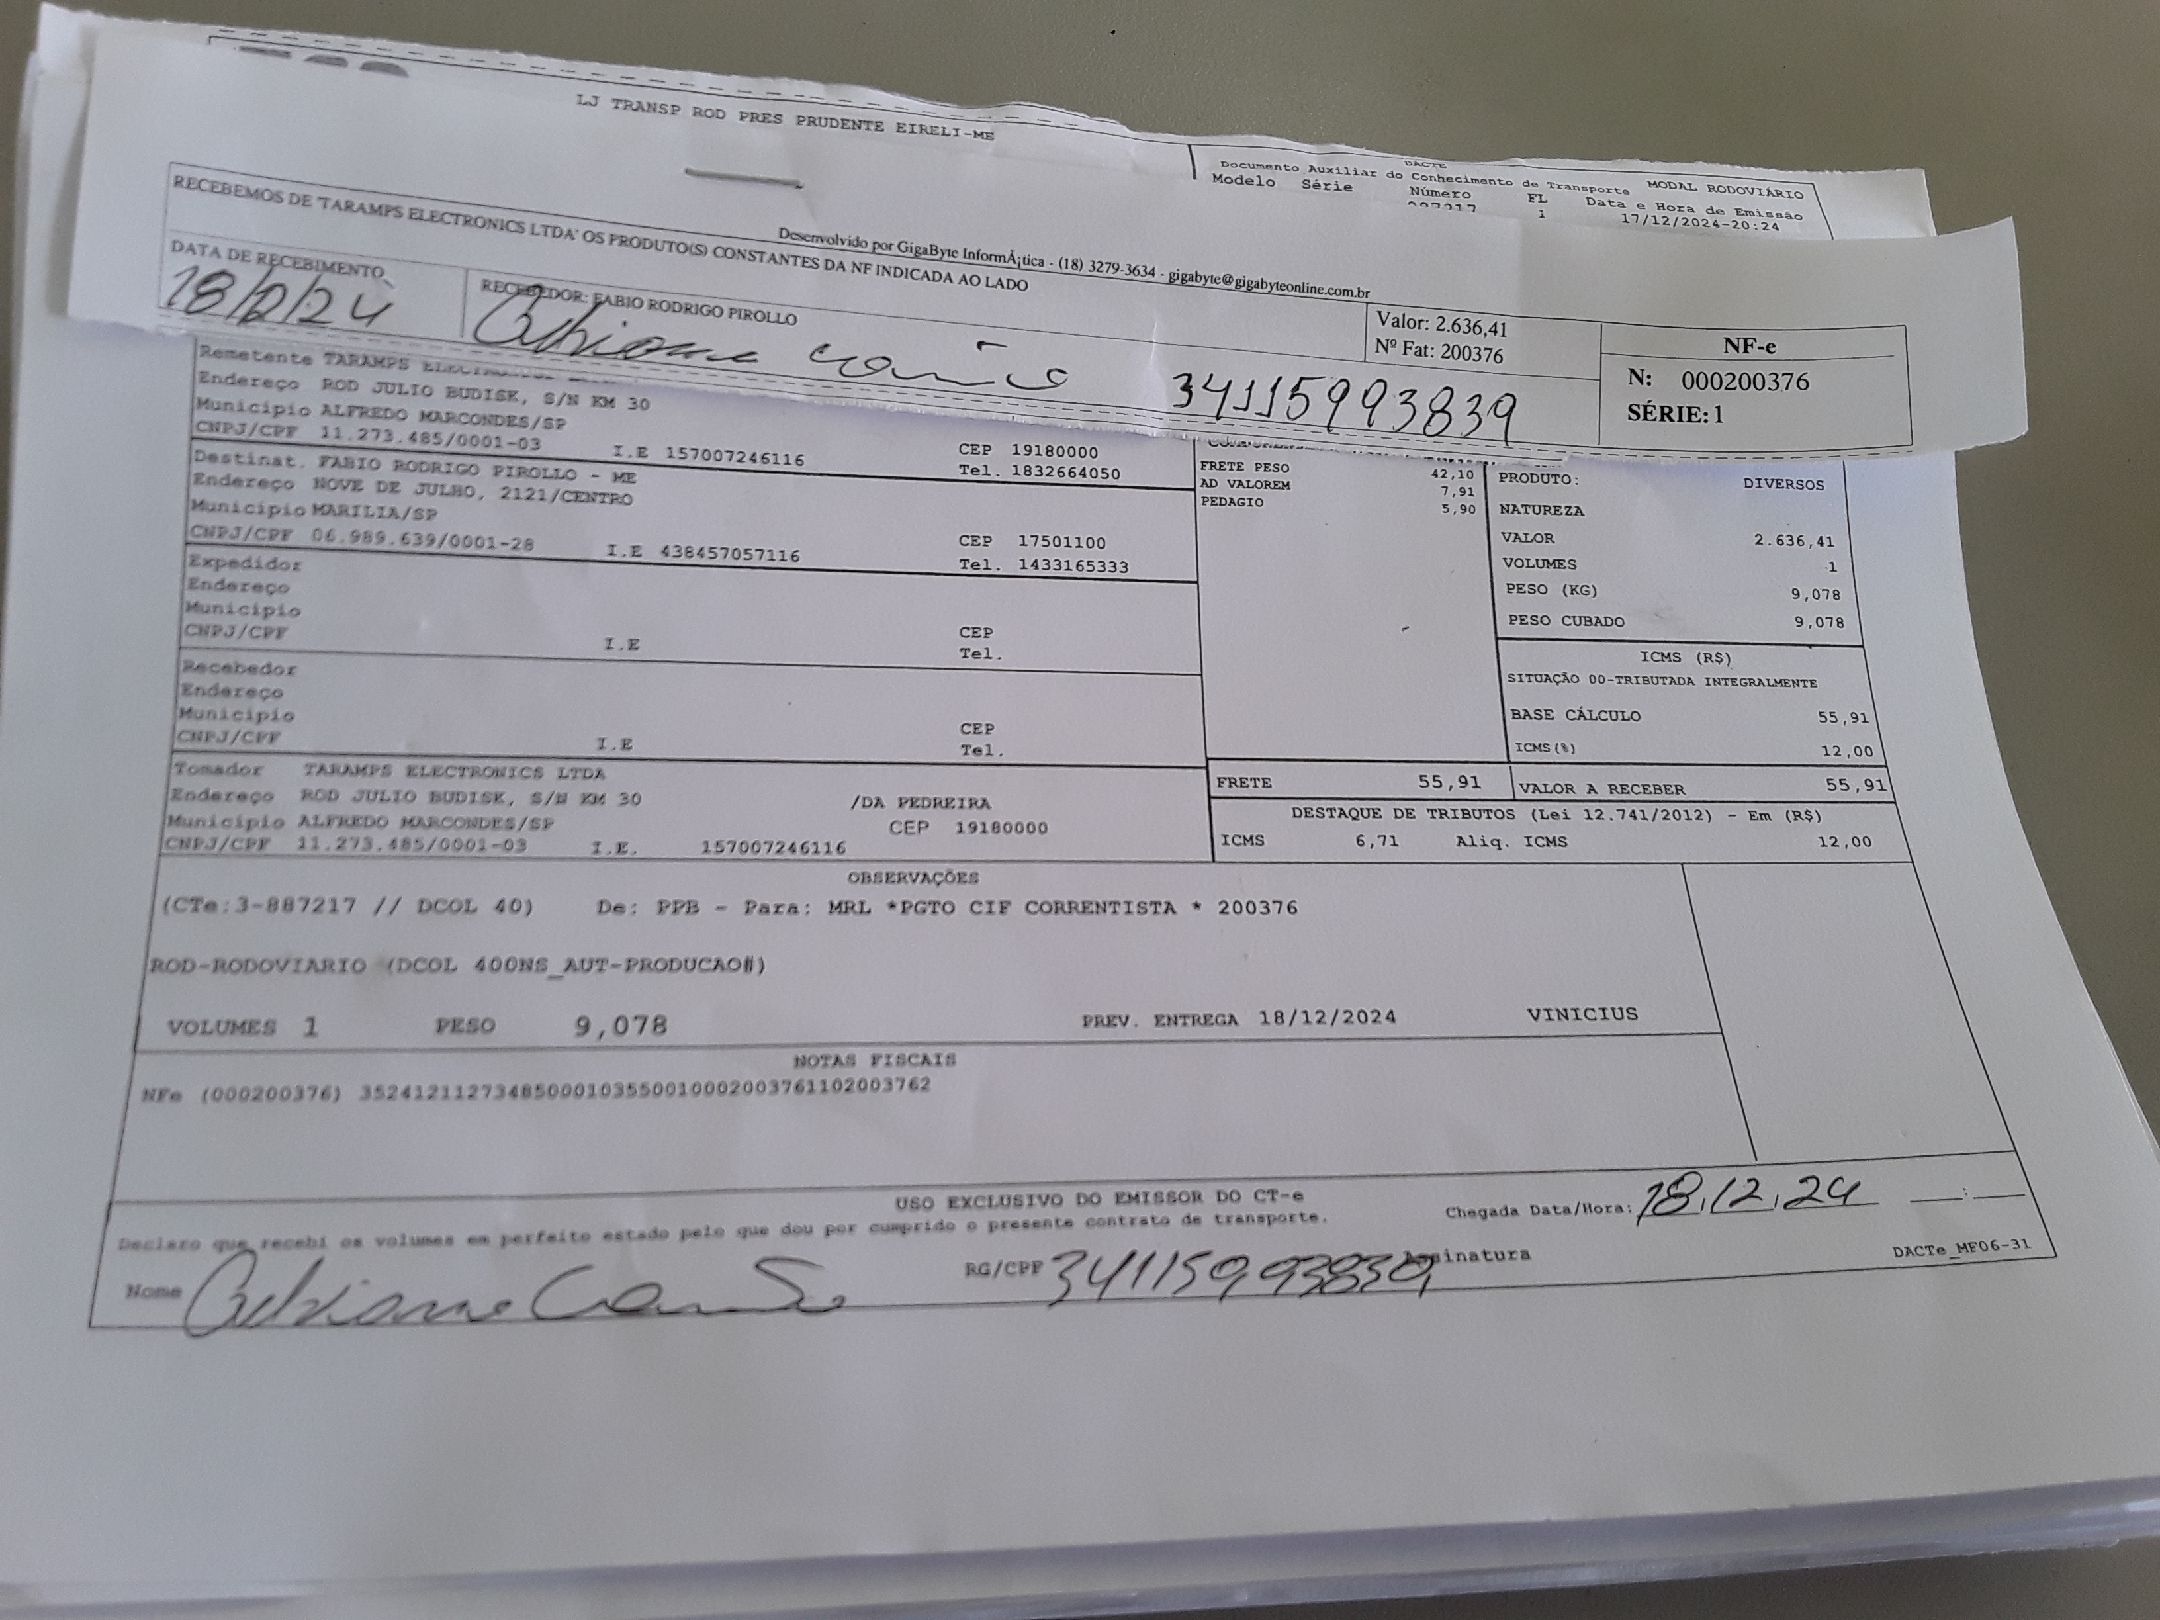 LJ TRANSP ROD PRES PRUDENTE EIRELI-ME
DACTE
Documento Auxiliar do Conhecimento de Transporte MODAL RODOVIÁRIO
Modelo Série Número FL Data e Hora de Emissão
1 17/12/2024-20:24
Desenvolvido por GigaByte InformÃ¡tica - (18) 3279-3634 - gigabyte@gigabyteonline.com.br
RECEBEMOS DE 'TARAMPS ELECTRONICS LTDA' OS PRODUTO(S) CONSTANTES DA NF INDICADA AO LADO
DATA DE RECEBIMENTO
18/12/24
RECEBEDOR: FABIO RODRIGO PIROLLO
34115993839
Valor: 2.636,41
Nº Fat: 200376
NF-e
N: 000200376
SÉRIE: 1
Remetente TARAMPS
Endereço ROD JULIO BUDISK, S/N KM 30
Municipio ALFREDO MARCONDES/SP
CNPJ/CPF 11.273.485/0001-03 I.E 157007246116
CEP 19180000
Tel. 1832664050
Destinat. FABIO RODRIGO PIROLLO - ME
Endereço NOVE DE JULHO, 2121/CENTRO
Municipio MARILIA/SP
CNPJ/CPF 06.989.639/0001-28 I.E 438457057116
CEP 17501100
Tel. 1433165333
Expedidor
Endereço
Municipio
CNPJ/CPF I.E
CEP
Tel.
Recebedor
Endereço
Municipio
CNPJ/CPF I.E
CEP
Tel.
Tomador TARAMPS ELECTRONICS LTDA
Endereço ROD JULIO BUDISK, S/N KM 30 /DA PEDREIRA
Municipio ALFREDO MARCONDES/SP CEP 19180000
CNPJ/CPF 11.273.485/0001-03 I.E. 157007246116
FRETE PESO 42,10
AD VALOREM 7,91
PEDAGIO 5,90
PRODUTO: DIVERSOS
NATUREZA
VALOR 2.636,41
VOLUMES 1
PESO (KG) 9,078
PESO CUBADO 9,078
ICMS (R$)
SITUAÇÃO 00-TRIBUTADA INTEGRALMENTE
BASE CÁLCULO 55,91
ICMS(%) 12,00
FRETE 55,91 VALOR A RECEBER 55,91
DESTAQUE DE TRIBUTOS (Lei 12.741/2012) - Em (R$)
ICMS 6,71 Aliq. ICMS 12,00
OBSERVAÇÕES
(CTe:3-887217 // DCOL 40) De: PPB - Para: MRL *PGTO CIF CORRENTISTA * 200376
ROD-RODOVIARIO (DCOL 400NS_AUT-PRODUCAO#)
VOLUMES 1 PESO 9,078 PREV. ENTREGA 18/12/2024 VINICIUS
NOTAS FISCAIS
NFe (000200376) 35241211273485000103550010002003761102003762
USO EXCLUSIVO DO EMISSOR DO CT-e
Declaro que recebi os volumes em perfeito estado pelo que dou por cumprido o presente contrato de transporte.
Chegada Data/Hora: 18.12.24 ___:___
Nome
RG/CPF 34115993839 Assinatura
DACTe_MF06-31